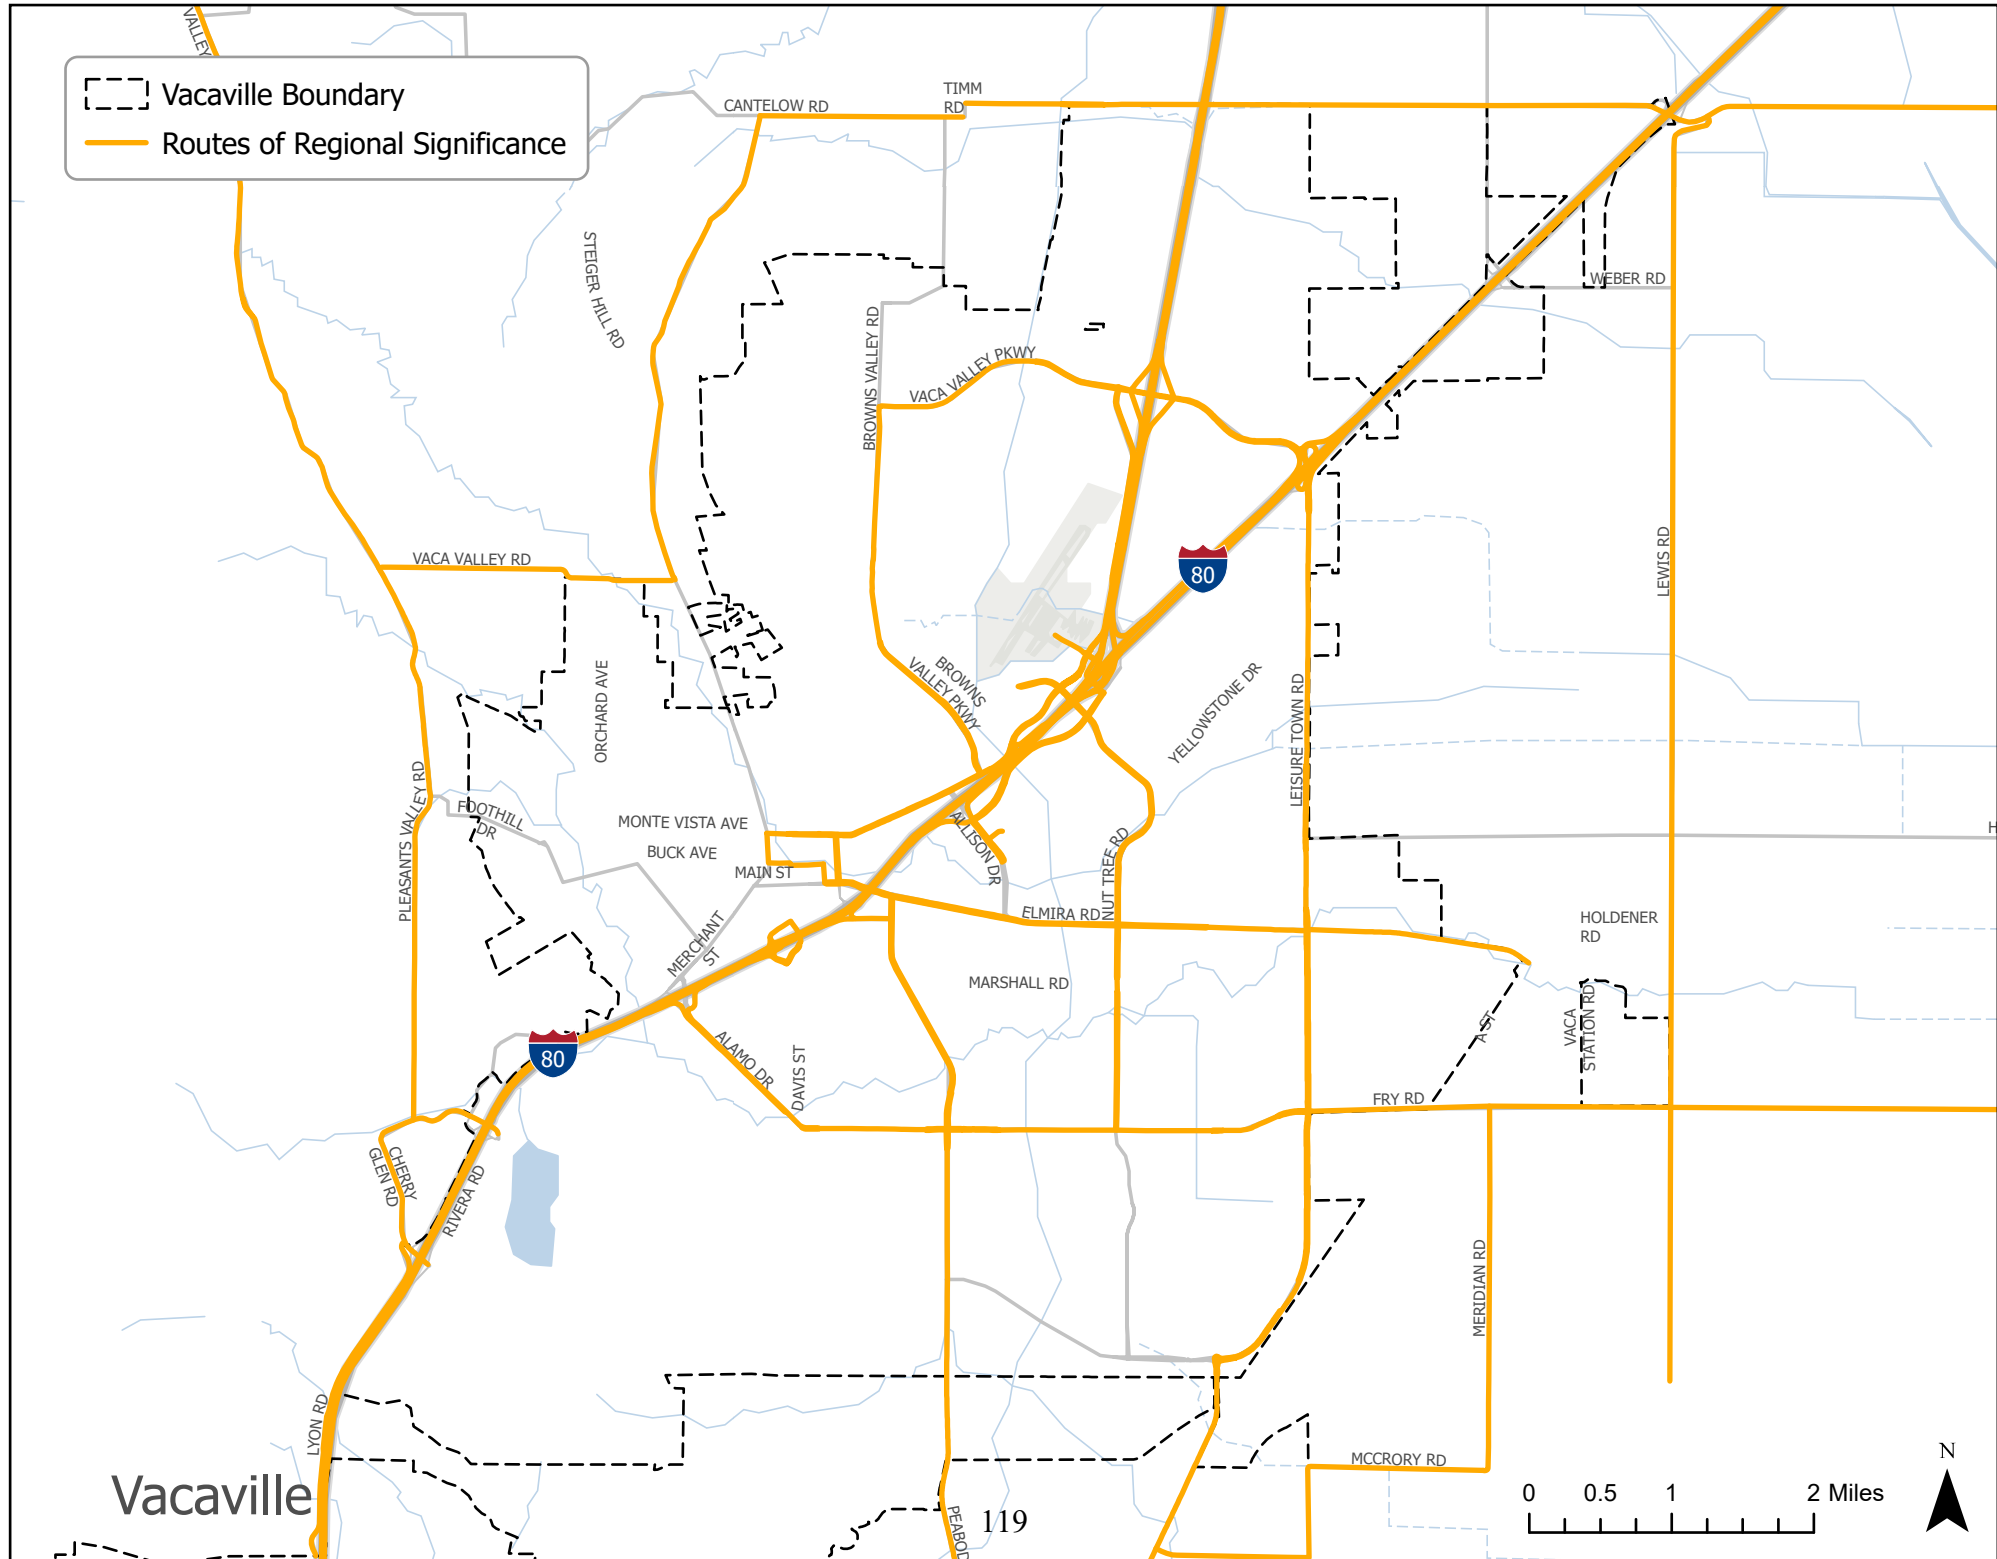 VALLEY
Vacaville Boundary
Routes of Regional Significance
CANTELOW RD
TIMM
RD
STEIGER HILL RD
WEBER RD
BROWNS VALLEY RD
VACA VALLEY PKWY
VACA VALLEY RD
80
LEWIS RD
ORCHARD AVE
BROWNS
VALLEY PKWY
YELLOWSTONE DR
LEISURE TOWN RD
PLEASANTS VALLEY RD
FOOTHILL
DR
MONTE VISTA AVE
BUCK AVE
MAIN ST
ALLISON DR
NUT TREE RD
H
MERCHANT
ST
ELMIRA RD
HOLDENER
RD
MARSHALL RD
A ST
VACA
STATION RD
80
ALAMO DR
DAVIS ST
FRY RD
CHERRY
GLEN RD
RIVERA RD
MERIDIAN RD
LYON RD
MCCRORY RD
Vacaville
PEABOD
119
0 0.5 1 2 Miles
N